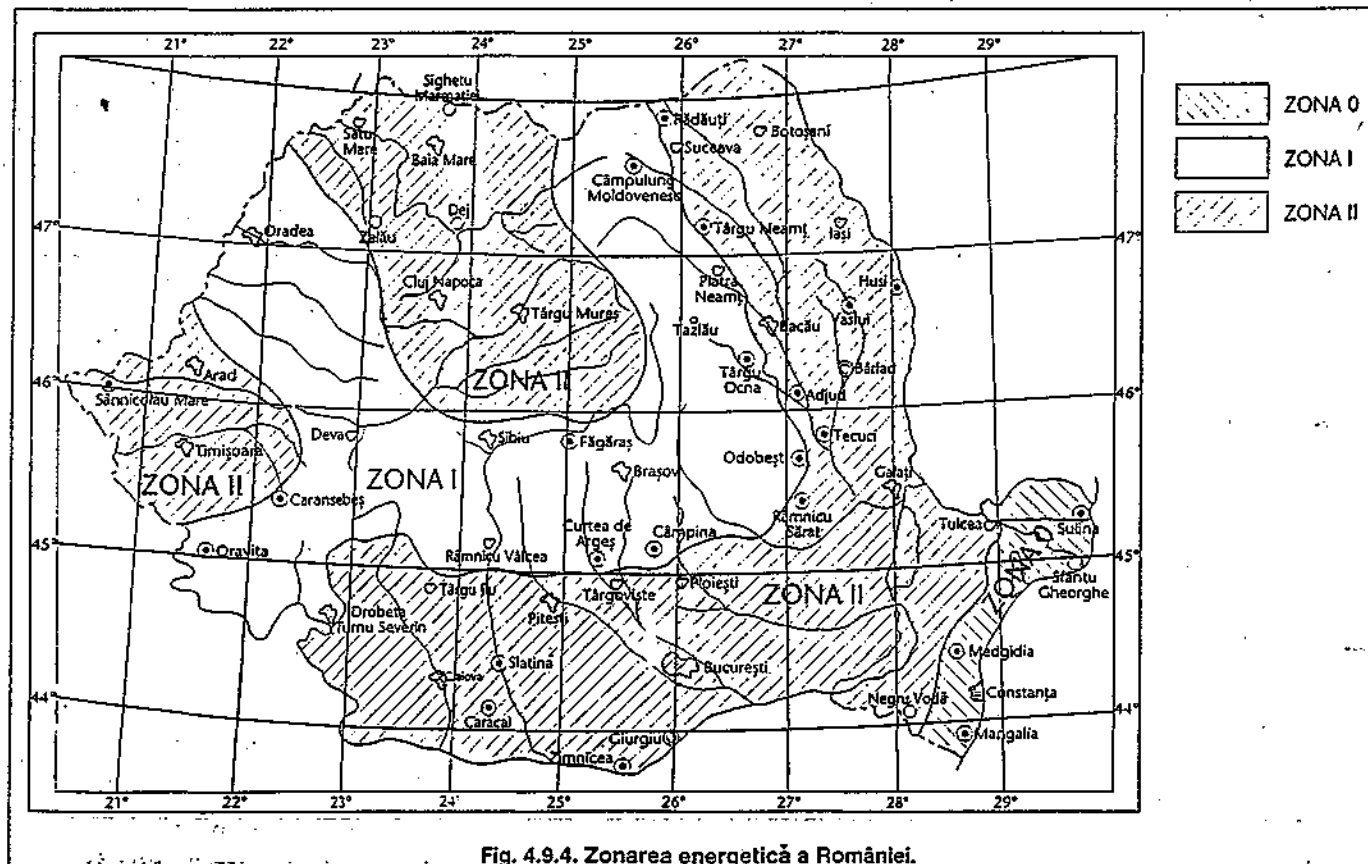 21° 22° 23° 24° 25° 26° 27° 28° 29°
Sighetu
Marmației
Rădăuți
Satu
Mare
Baia Mare
Suceava
Botoșani
Câmpulung
Moldovenesc
Oradea
Zalău
Dej
Târgu Neamț
Iași
47°
47°
Cluj Napoca
Piatra
Neamț
Huși
Târgu Mureș
Tazlău
Bacău
Vaslui
Arad
ZONA II
Târgu
Ocna
Bârlad
46°
46°
Sânnicolau Mare
Adjud
Deva
Sibiu
Făgăraș
Tecuci
Timișoara
Odobești
ZONA II
ZONA I
Brașov
Galați
Caransebeș
Râmnicu
Sărat
Tulcea
Sulina
Curtea de
Argeș
Câmpina
45°
45°
Oravița
Râmnicu Vâlcea
Sfântu
Gheorghe
Târgu Jiu
Târgoviște
Ploiești
ZONA II
Drobeta
Turnu Severin
Pitești
Medgidia
Slatina
București
Craiova
Negru Vodă
Constanța
44°
44°
Caracal
Giurgiu
Mangalia
Zimnicea
21° 22° 23° 24° 25° 26° 27° 28° 29°
ZONA 0
ZONA I
ZONA II
Fig. 4.9.4. Zonarea energetică a României.